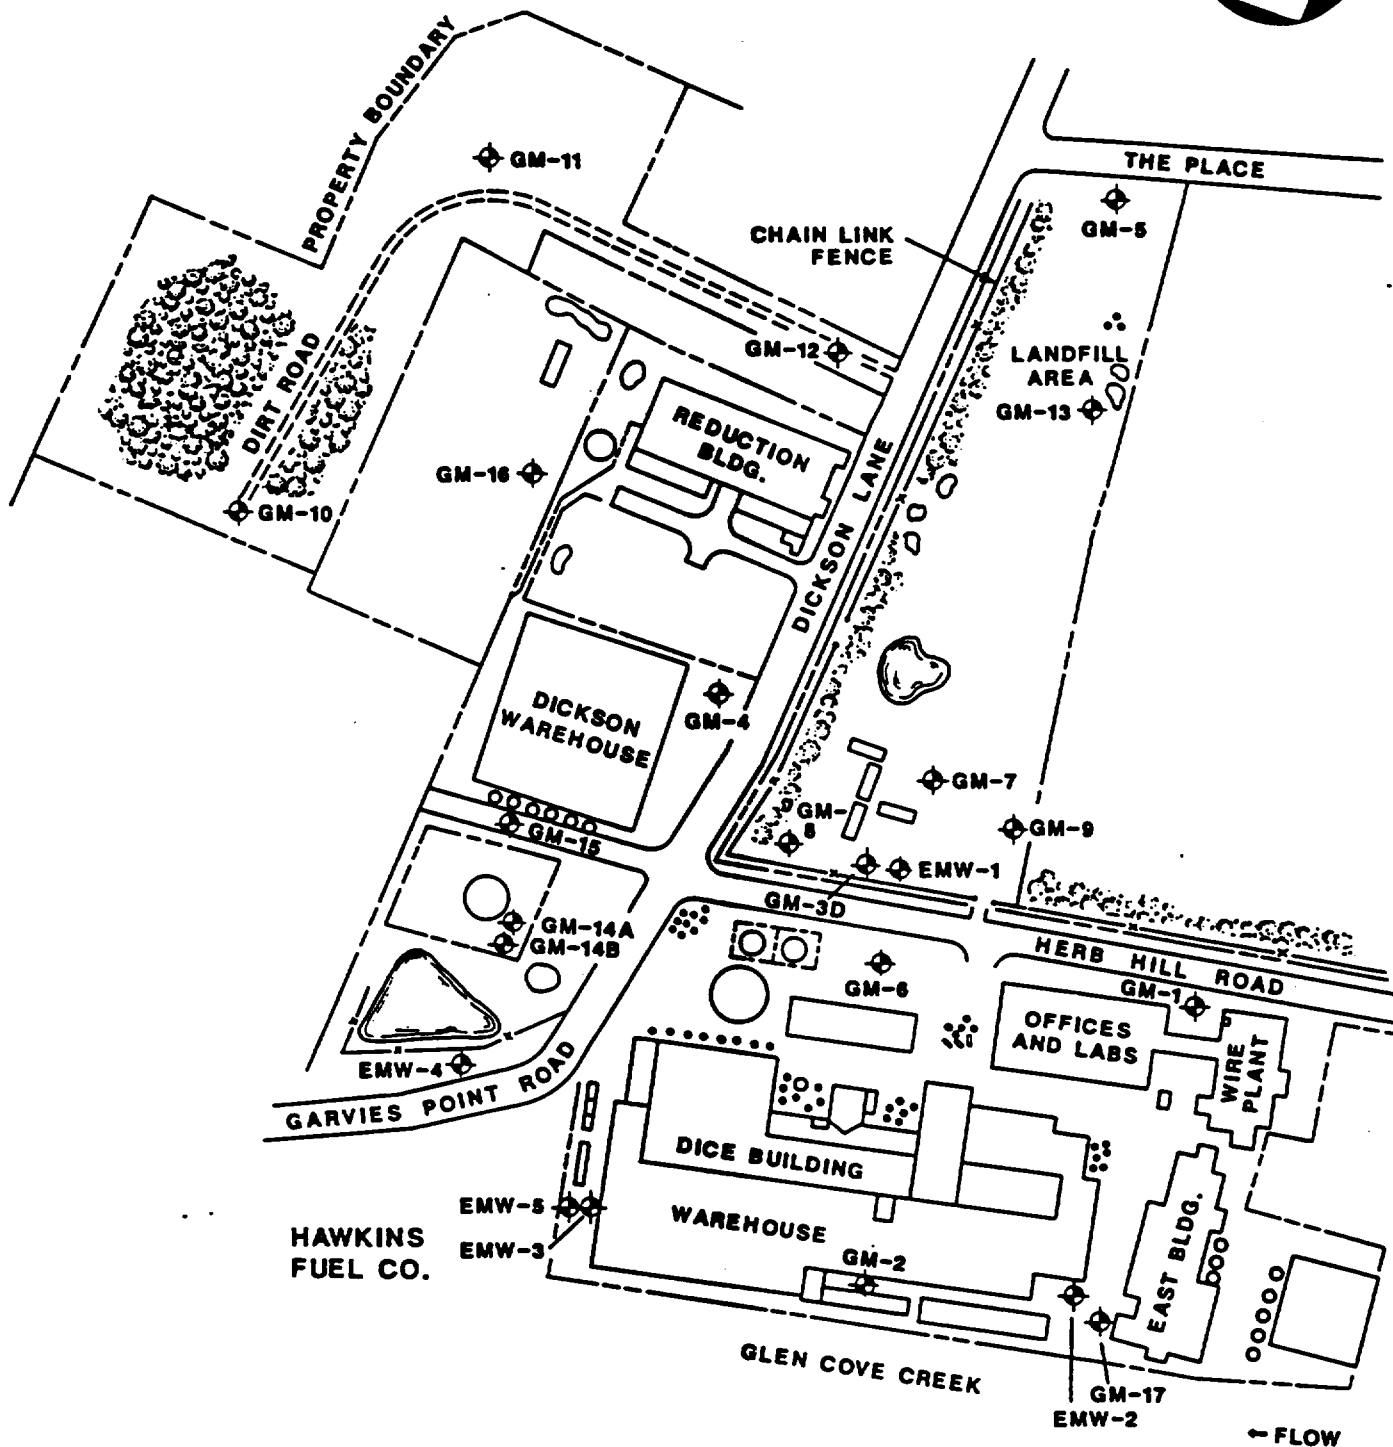 PROPERTY BOUNDARY
GM-11
THE PLACE
GM-5
CHAIN LINK
FENCE
GM-12
LANDFILL
AREA
GM-13
DIRT ROAD
REDUCTION
BLDG.
GM-16
GM-10
DICKSON LANE
DICKSON
WAREHOUSE
GM-4
GM-7
GM-
8
GM-9
GM-15
EMW-1
GM-3D
GM-14A
GM-14B
HERB HILL ROAD
GM-6
GM-1
OFFICES
AND LABS
WIRE
PLANT
EMW-4
GARVIES POINT ROAD
DICE BUILDING
EMW-5
WAREHOUSE
EAST BLDG.
HAWKINS
FUEL CO.
EMW-3
GM-2
GLEN COVE CREEK
GM-17
EMW-2
← FLOW